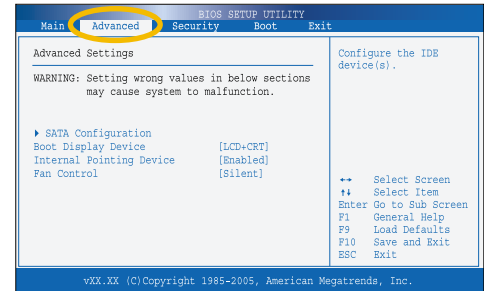 BIOS SETUP UTILITY
Main Advanced Security Boot Exit
Advanced Settings
WARNING: Setting wrong values in below sections
may cause system to malfunction.
SATA Configuration
Boot Display Device [LCD+CRT]
Internal Pointing Device [Enabled]
Fan Control [Silent]
Configure the IDE
device(s).
↔ Select Screen
↑↓ Select Item
Enter Go to Sub Screen
F1 General Help
F9 Load Defaults
F10 Save and Exit
ESC Exit
vXX.XX (C)Copyright 1985-2005, American Megatrends, Inc.